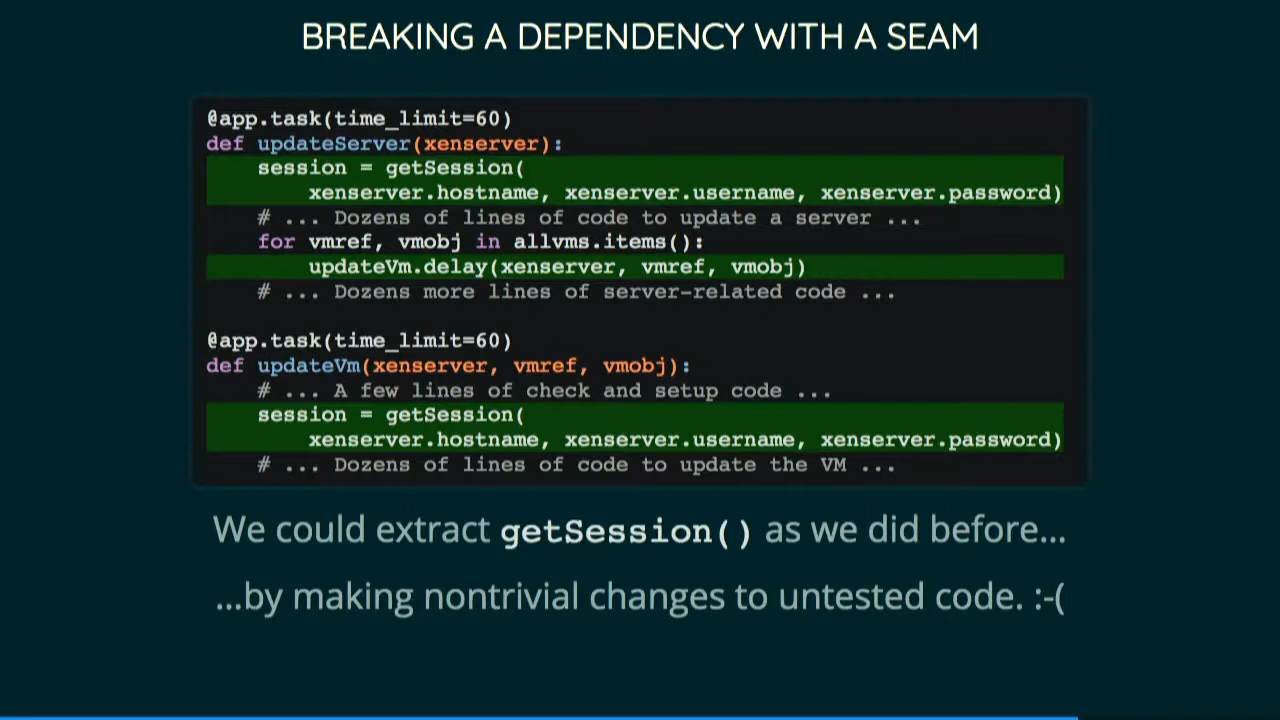 BREAKING A DEPENDENCY WITH A SEAM
@app.task(time_limit=60)
def updateServer(xenserver):
    session = getSession(
        xenserver.hostname, xenserver.username, xenserver.password)
    # ... Dozens of lines of code to update a server ...
    for vmref, vmobj in allvms.items():
        updateVm.delay(xenserver, vmref, vmobj)
    # ... Dozens more lines of server-related code ...
@app.task(time_limit=60)
def updateVm(xenserver, vmref, vmobj):
    # ... A few lines of check and setup code ...
    session = getSession(
        xenserver.hostname, xenserver.username, xenserver.password)
    # ... Dozens of lines of code to update the VM ...
We could extract getSession() as we did before...
...by making nontrivial changes to untested code. :-(